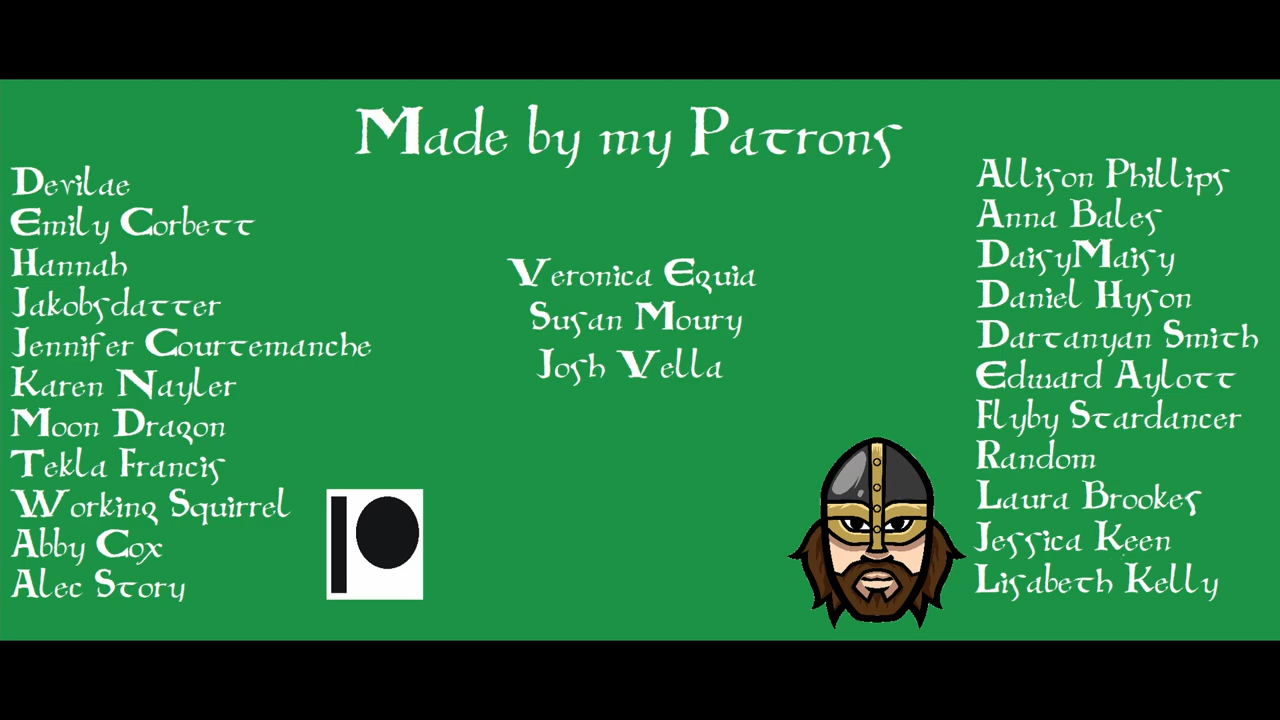 Made by my Patrons
Devilae
Emily Corbett
Hannah
Jakobsdatter
Jennifer Courtemanche
Karen Nayler
Moon Dragon
Tekla Francis
Working Squirrel
Abby Cox
Alec Story
Veronica Eguia
Susan Moury
Josh Vella
Allison Phillips
Anna Bales
DaisyMaisy
Daniel Hyson
Dartanyan Smith
Edward Aylott
Flyby Stardancer
Random
Laura Brookes
Jessica Keen
Lisabeth Kelly